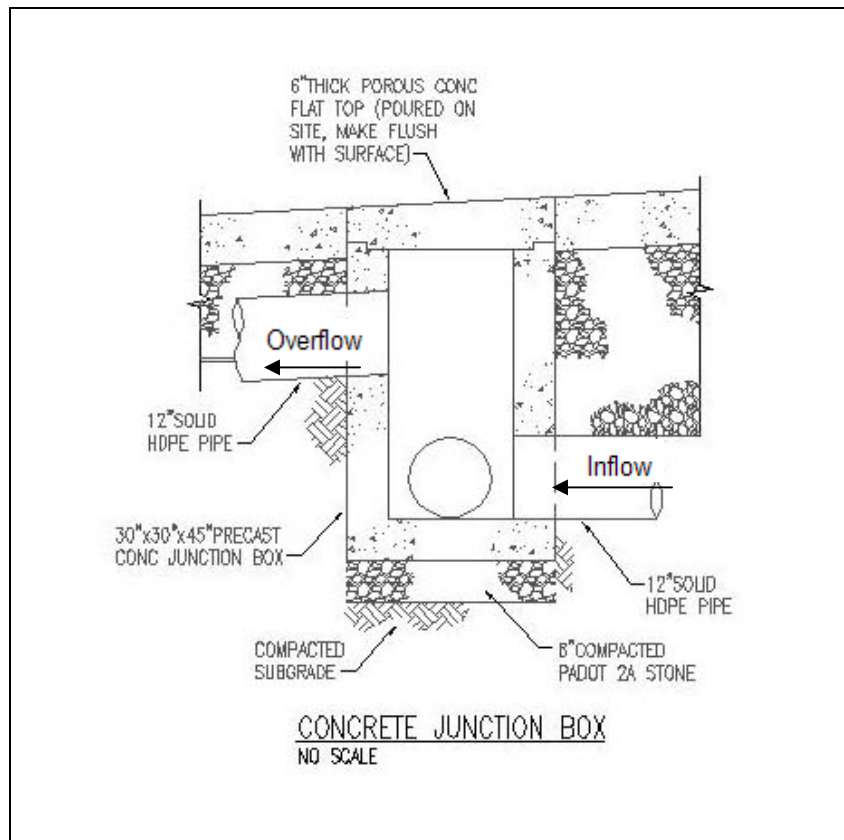 6"THICK POROUS CONC
FLAT TOP (POURED ON
SITE, MAKE FLUSH
WITH SURFACE)
Overflow
12"SOLID
HDPE PIPE
Inflow
30"x30"x45"PRECAST
CONC JUNCTION BOX
12"SOLID
HDPE PIPE
COMPACTED
SUBGRADE
6"COMPACTED
PADOT 2A STONE
CONCRETE JUNCTION BOX
NO SCALE